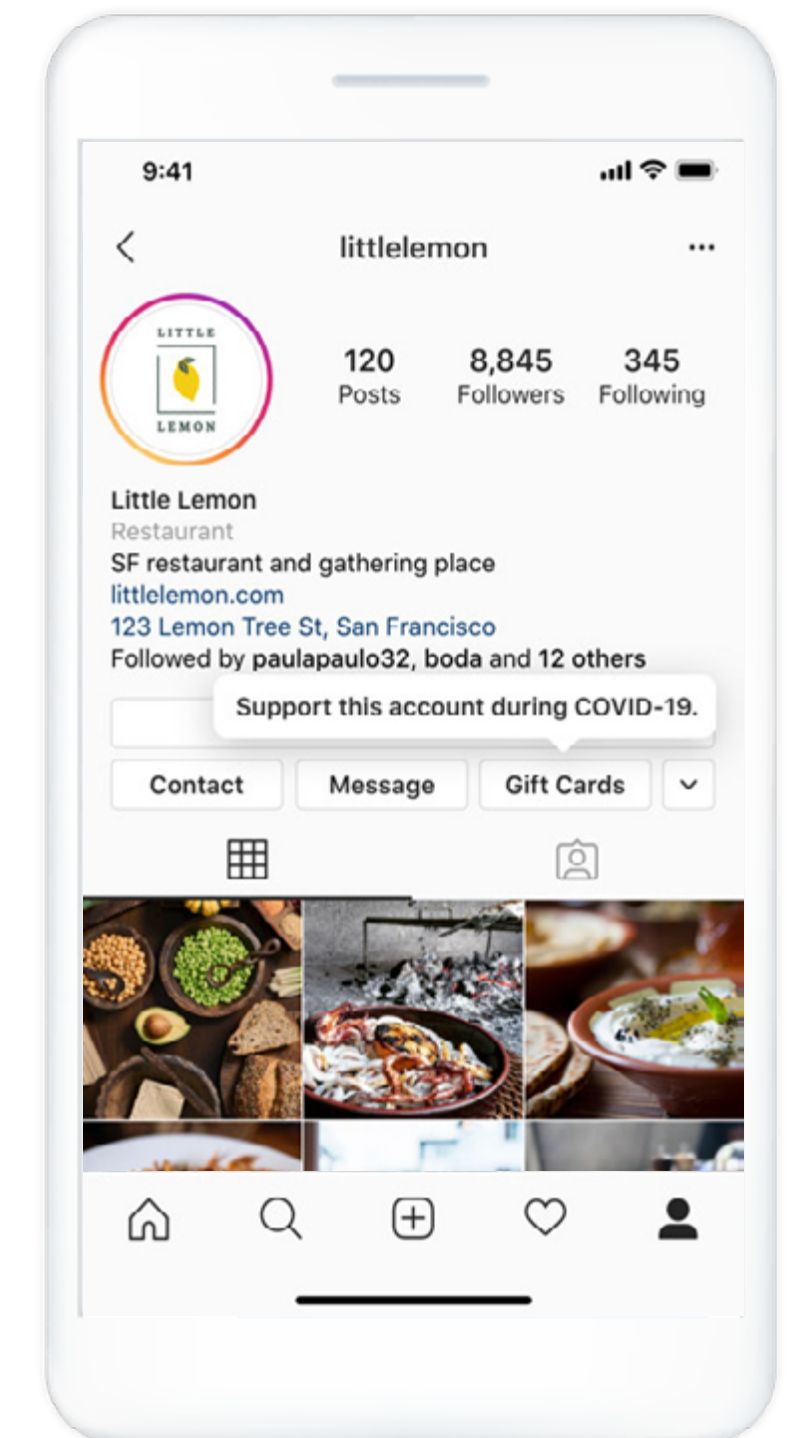 9:41
littlelemon
LITTLE
LEMON
120 8,845 345
Posts Followers Following
Little Lemon
Restaurant
SF restaurant and gathering place
littlelemon.com
123 Lemon Tree St, San Francisco
Followed by paulapaulo32, boda and 12 others
Support this account during COVID-19.
Contact Message Gift Cards